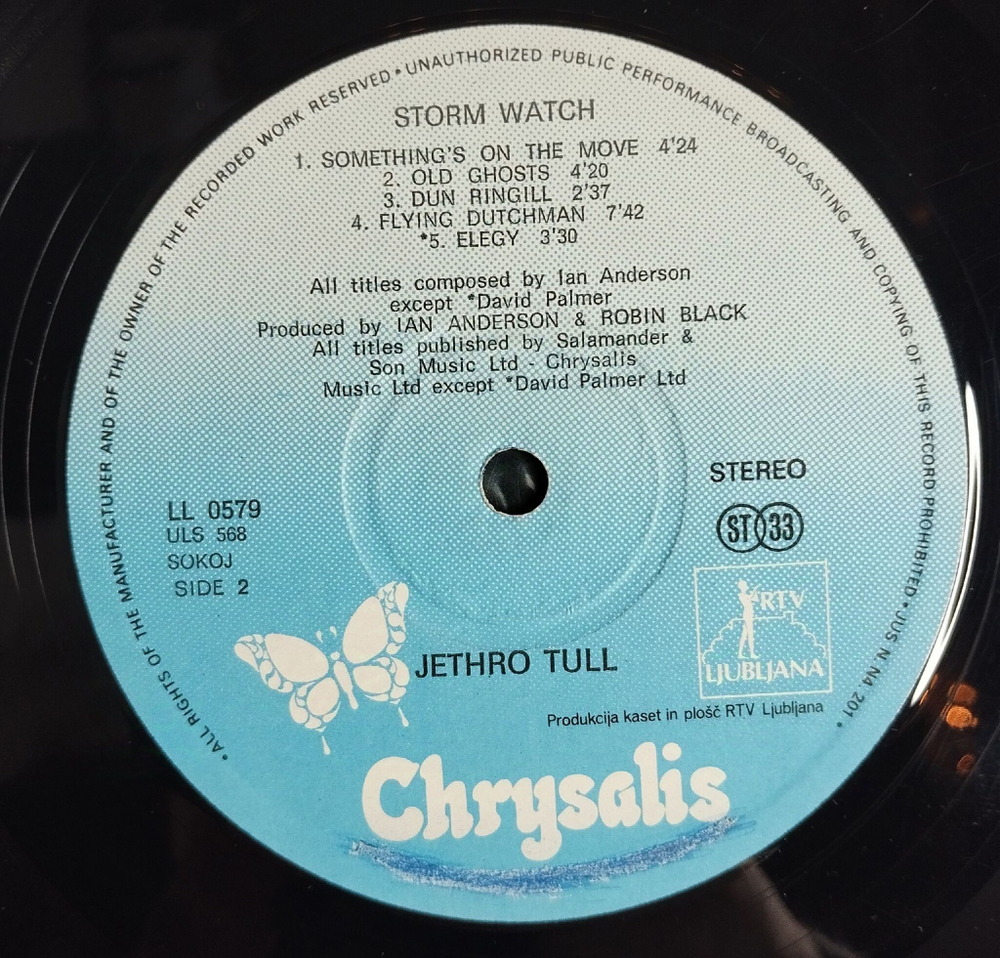 • ALL RIGHTS OF THE MANUFACTURER AND OF THE OWNER OF THE RECORDED WORK RESERVED • UNAUTHORIZED PUBLIC PERFORMANCE BROADCASTING AND COPYING OF THIS RECORD PROHIBITED • JUS N N4 201 •
STORM WATCH
1. SOMETHING'S ON THE MOVE 4'24
2. OLD GHOSTS 4'20
3. DUN RINGILL 2'37
4. FLYING DUTCHMAN 7'42
*5. ELEGY 3'30
All titles composed by Ian Anderson
except *David Palmer
Produced by IAN ANDERSON & ROBIN BLACK
All titles published by Salamander &
Son Music Ltd - Chrysalis
Music Ltd except *David Palmer Ltd
STEREO
ST 33
LL 0579
ULS 568
SOKOJ
SIDE 2
RTV
LJUBLJANA
JETHRO TULL
Produkcija kaset in plošč RTV Ljubljana
Chrysalis